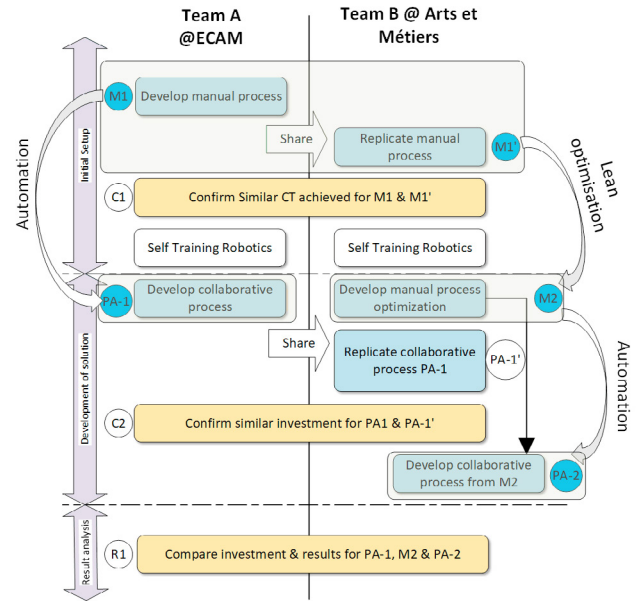 Team A
@ECAM
Team B @ Arts et
Métiers
Initial Setup
Automation
M1
Develop manual process
Share
Replicate manual
process
M1'
Lean
optimisation
C1
Confirm Similar CT achieved for M1 & M1'
Self Training Robotics
Self Training Robotics
Development of solution
PA-1
Develop collaborative
process
Develop manual process
optimization
M2
Share
Replicate collaborative
process PA-1
PA-1'
Automation
C2
Confirm similar investment for PA1 & PA-1'
Develop collaborative
process from M2
PA-2
Result analysis
R1
Compare investment & results for PA-1, M2 & PA-2